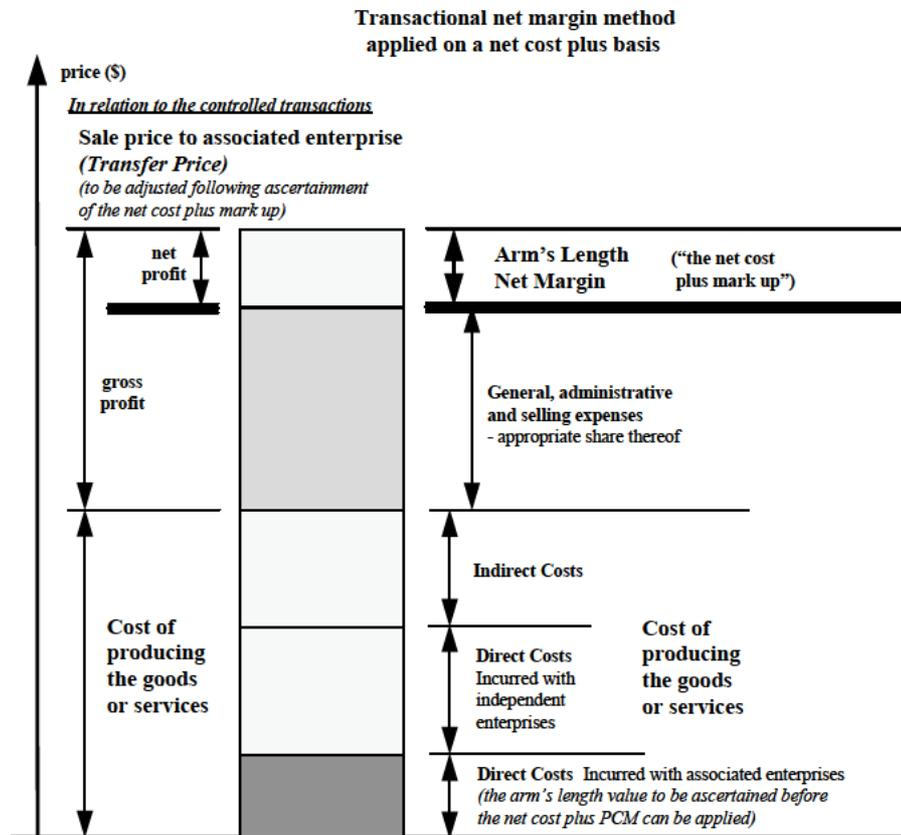 Transactional net margin method
applied on a net cost plus basis
price ($)
In relation to the controlled transactions
Sale price to associated enterprise
(Transfer Price)
(to be adjusted following ascertainment
of the net cost plus mark up)
net
profit
Arm's Length
Net Margin
("the net cost
plus mark up")
gross
profit
General, administrative
and selling expenses
- appropriate share thereof
Indirect Costs
Cost of
producing
the goods
or services
Direct Costs
Incurred with
independent
enterprises
Cost of
producing
the goods
or services
Direct Costs Incurred with associated enterprises
(the arm's length value to be ascertained before
the net cost plus PCM can be applied)